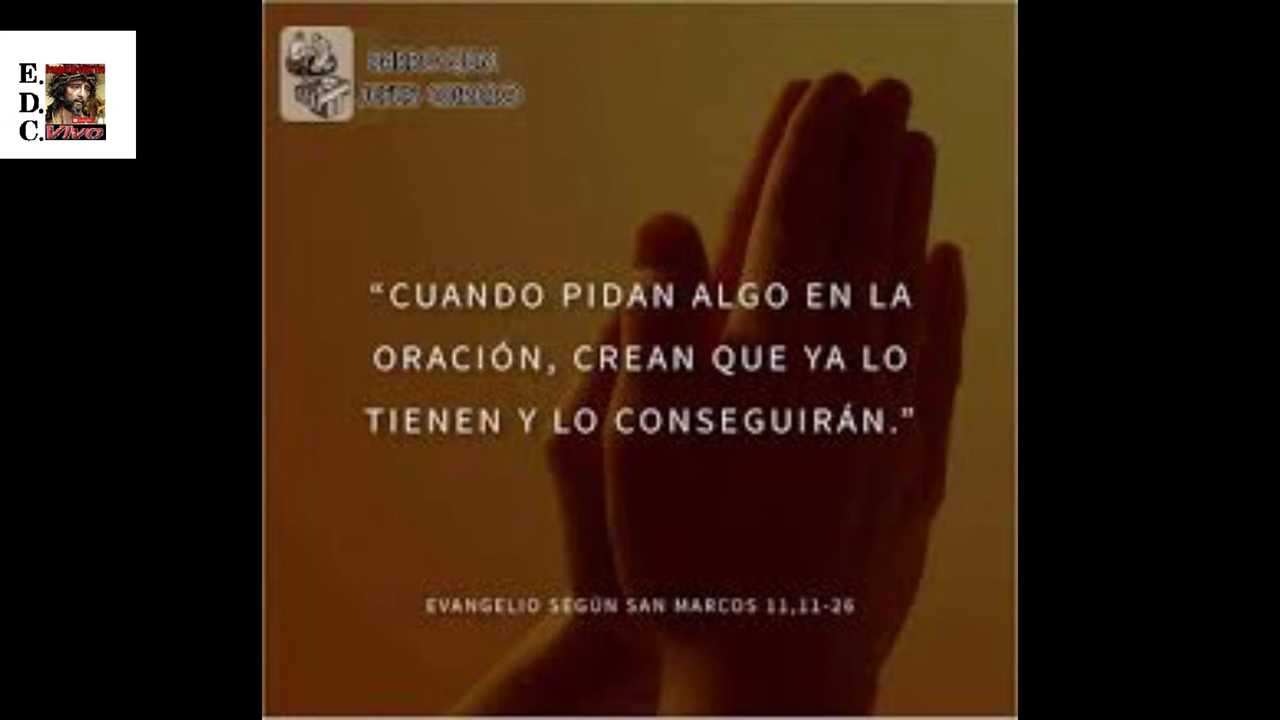 E.
D.
C.
Vivo
“CUANDO PIDAN ALGO EN LA
ORACIÓN, CREAN QUE YA LO
TIENEN Y LO CONSEGUIRÁN.”
EVANGELIO SEGÚN SAN MARCOS 11,11-26